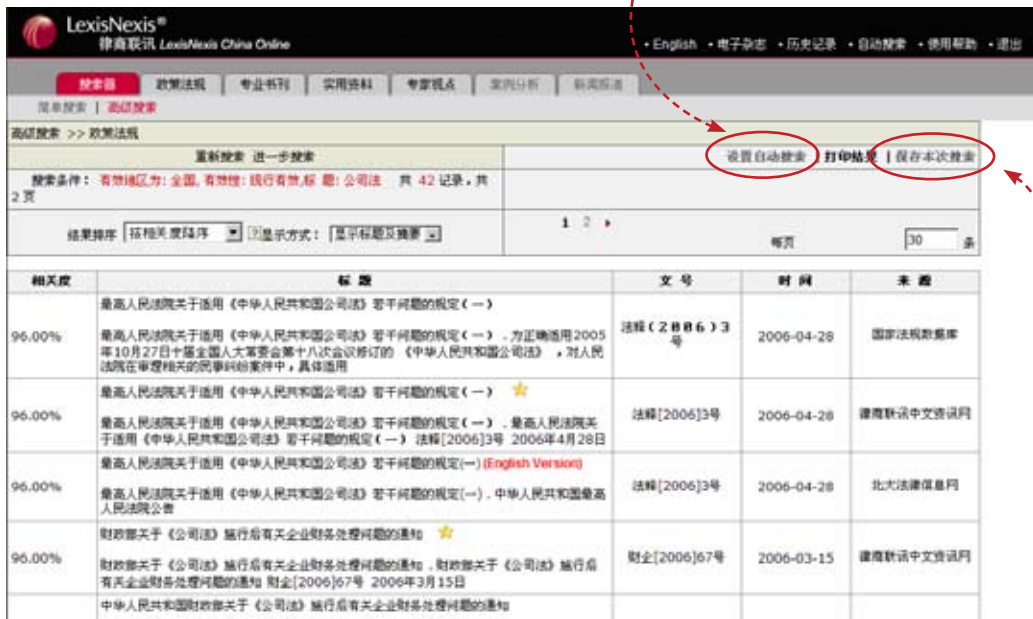 LexisNexis®
律商联讯 LexisNexis China Online
• English • 电子杂志 • 历史记录 • 自动搜索 • 使用帮助 • 退出
搜索器 政策法规 专业书刊 实用资料 专家视点 案例分析 新闻报道
简单搜索 | 高级搜索
高级搜索 >> 政策法规
重新搜索 进一步搜索
设置自动搜索 | 打印结果 | 保存本次搜索
搜索条件: 有效地区为: 全国, 有效性: 现行有效,标 题: 公司法 共 42 记录,共
2 页
结果排序 按相关度降序 ?显示方式: 显示标题及摘要
1 2
每页 30 条
相关度 标 题 文 号 时 间 来 源
最高人民法院关于适用《中华人民共和国公司法》若干问题的规定(一)
96.00%
最高人民法院关于适用《中华人民共和国公司法》若干问题的规定(一) . 为正确适用2005
年10月27日十届全国人大常委会第十八次会议修订的 《中华人民共和国公司法》 ,对人民
法院在审理相关的民事纠纷案件中,具体适用
法释(2006)3
号
2006-04-28
国家法规数据库
最高人民法院关于适用《中华人民共和国公司法》若干问题的规定(一)
96.00%
最高人民法院关于适用《中华人民共和国公司法》若干问题的规定(一) . 最高人民法院关
于适用《中华人民共和国公司法》若干问题的规定(一) 法释[2006]3号 2006年4月28日
法释[2006]3号
2006-04-28
律商联讯中文资讯网
最高人民法院关于适用《中华人民共和国公司法》若干问题的规定(一) (English Version)
96.00%
最高人民法院关于适用《中华人民共和国公司法》若干问题的规定(一) . 中华人民共和国最高
人民法院公告
法释[2006]3号
2006-04-28
北大法律信息网
财政部关于《公司法》施行后有关企业财务处理问题的通知
96.00%
财政部关于《公司法》施行后有关企业财务处理问题的通知 . 财政部关于《公司法》施行后
有关企业财务处理问题的通知 财企[2006]67号 2006年3月15日
财企[2006]67号
2006-03-15
律商联讯中文资讯网
中华人民共和国财政部关于《公司法》施行后有关企业财务处理问题的通知